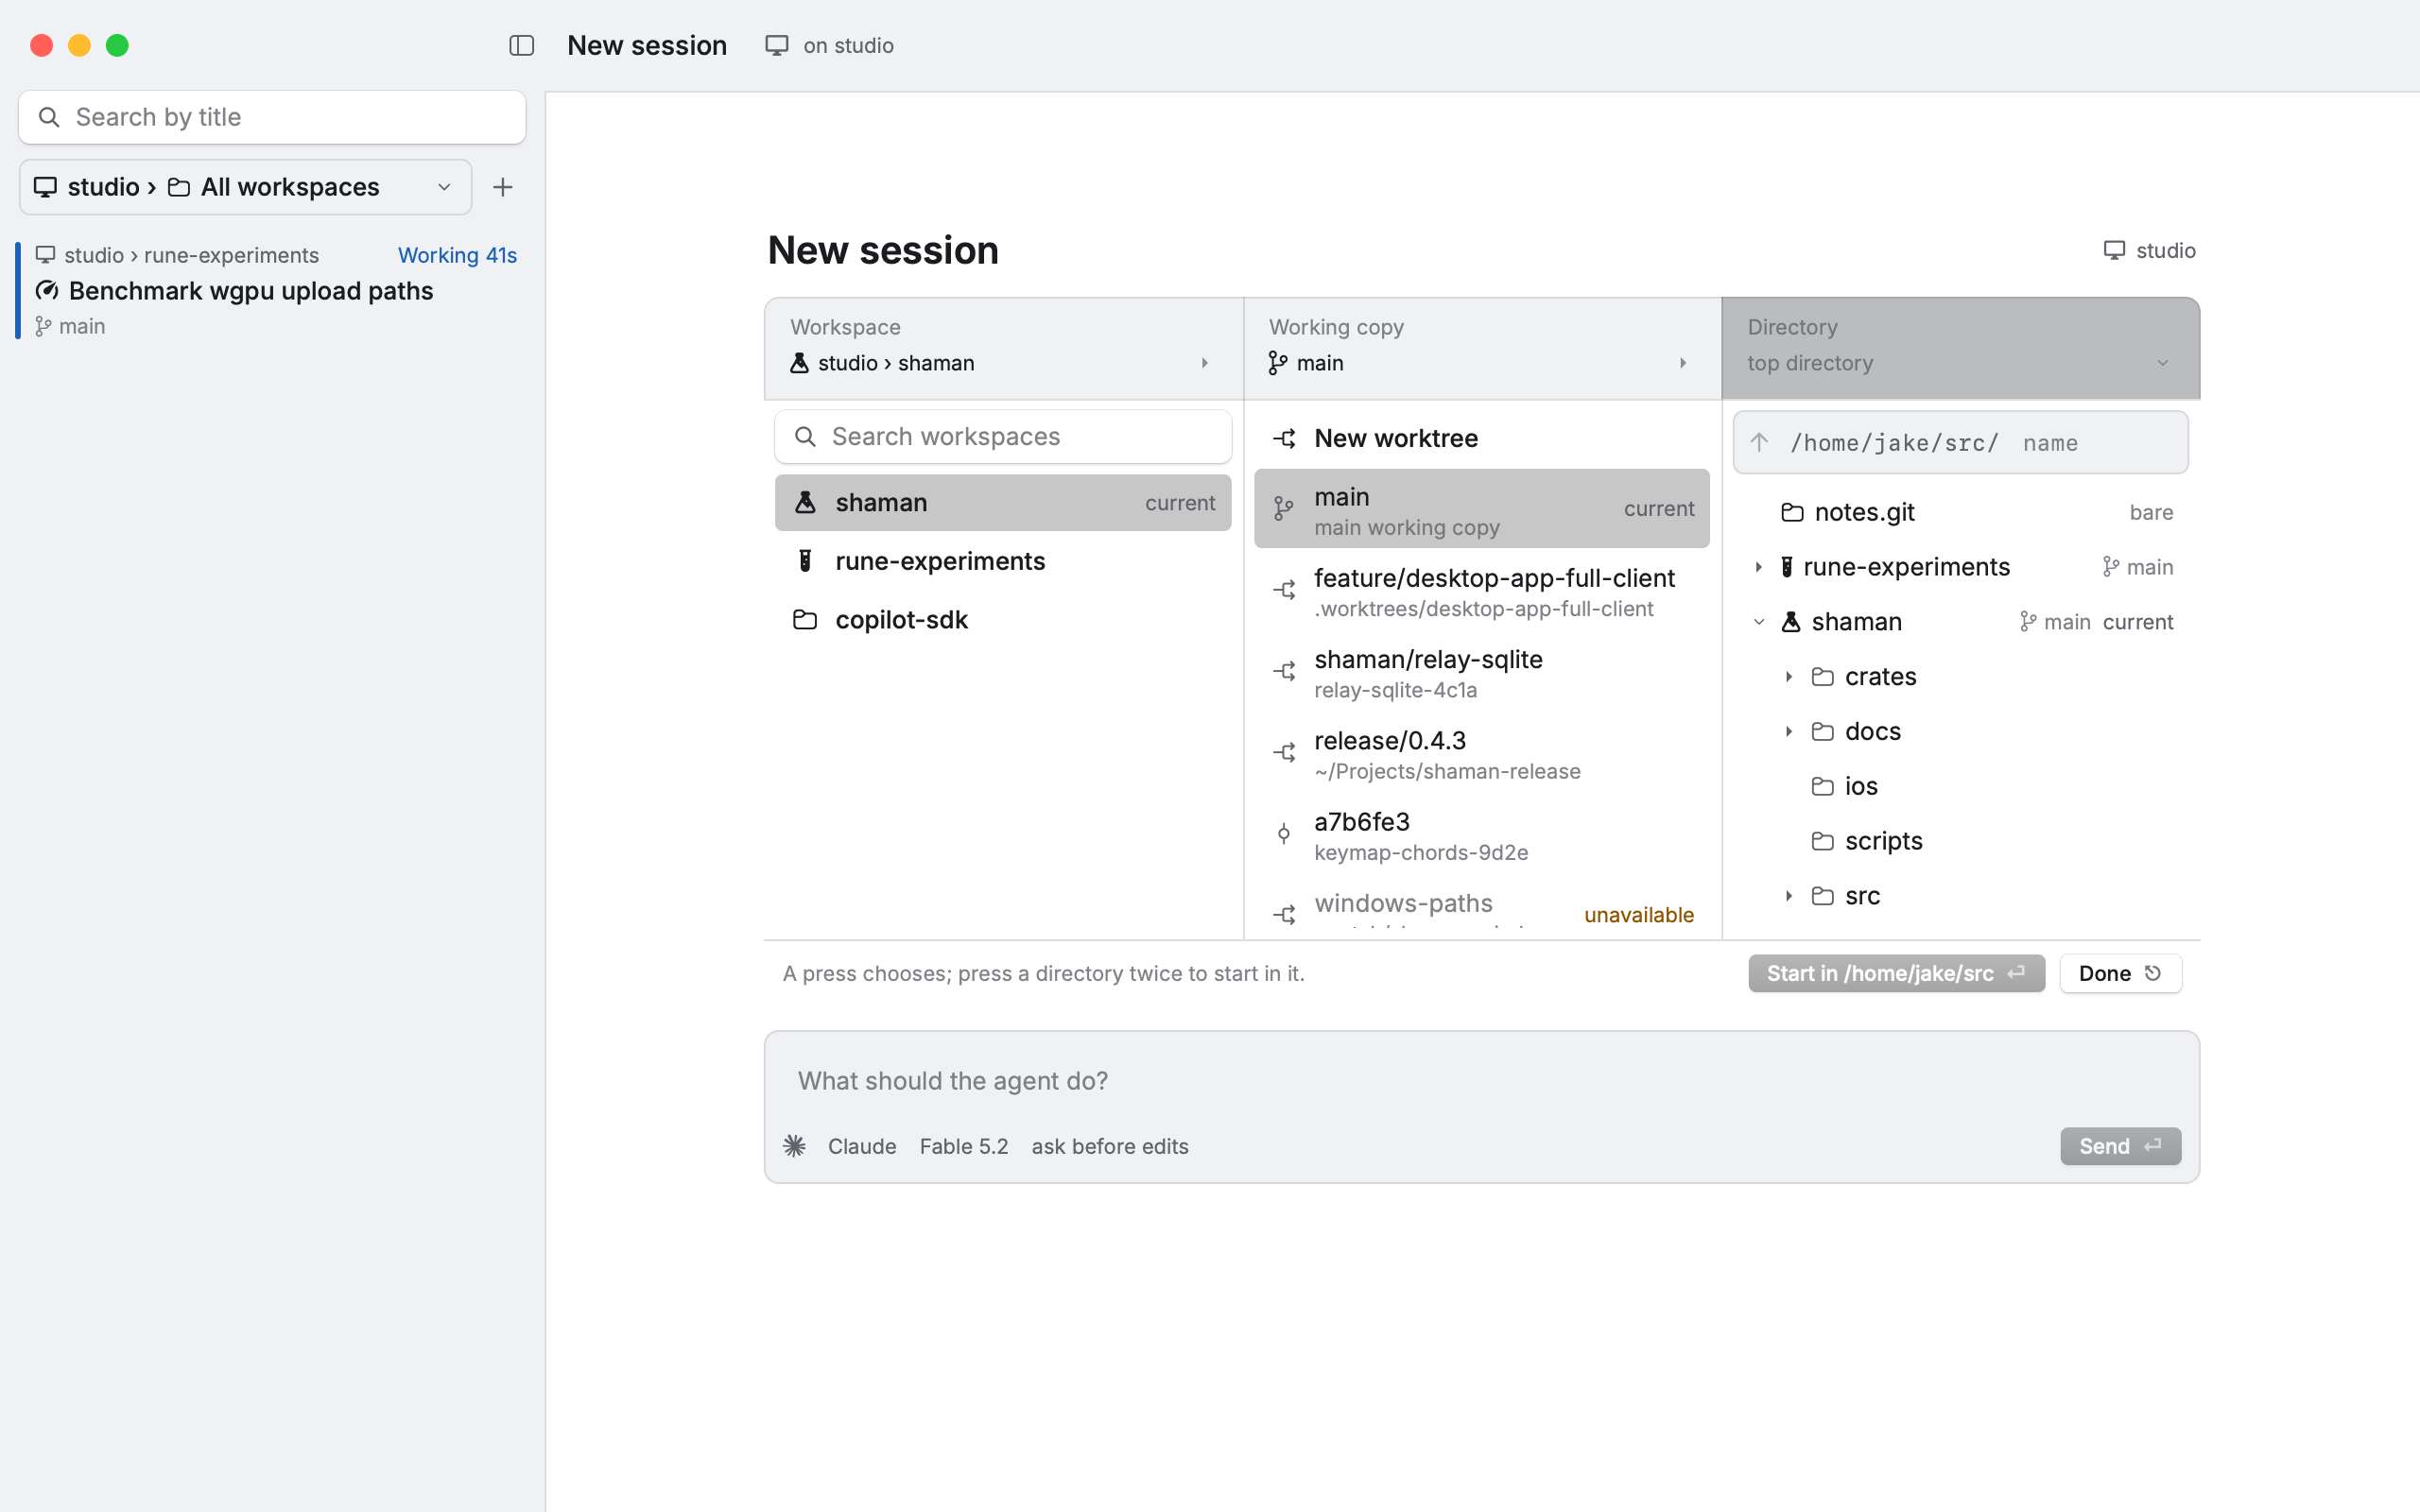 New session
on studio
Search by title
studio › All workspaces
studio › rune-experiments
Working 41s
Benchmark wgpu upload paths
main
New session
studio
Workspace
studio › shaman
Working copy
main
Directory
top directory
Search workspaces
shaman
current
rune-experiments
copilot-sdk
New worktree
main
main working copy
current
feature/desktop-app-full-client
.worktrees/desktop-app-full-client
shaman/relay-sqlite
relay-sqlite-4c1a
release/0.4.3
~/Projects/shaman-release
a7b6fe3
keymap-chords-9d2e
windows-paths
unavailable
/home/jake/src/ name
notes.git
bare
rune-experiments
main
shaman
main current
crates
docs
ios
scripts
src
A press chooses; press a directory twice to start in it.
Start in /home/jake/src
Done
What should the agent do?
Claude Fable 5.2 ask before edits
Send